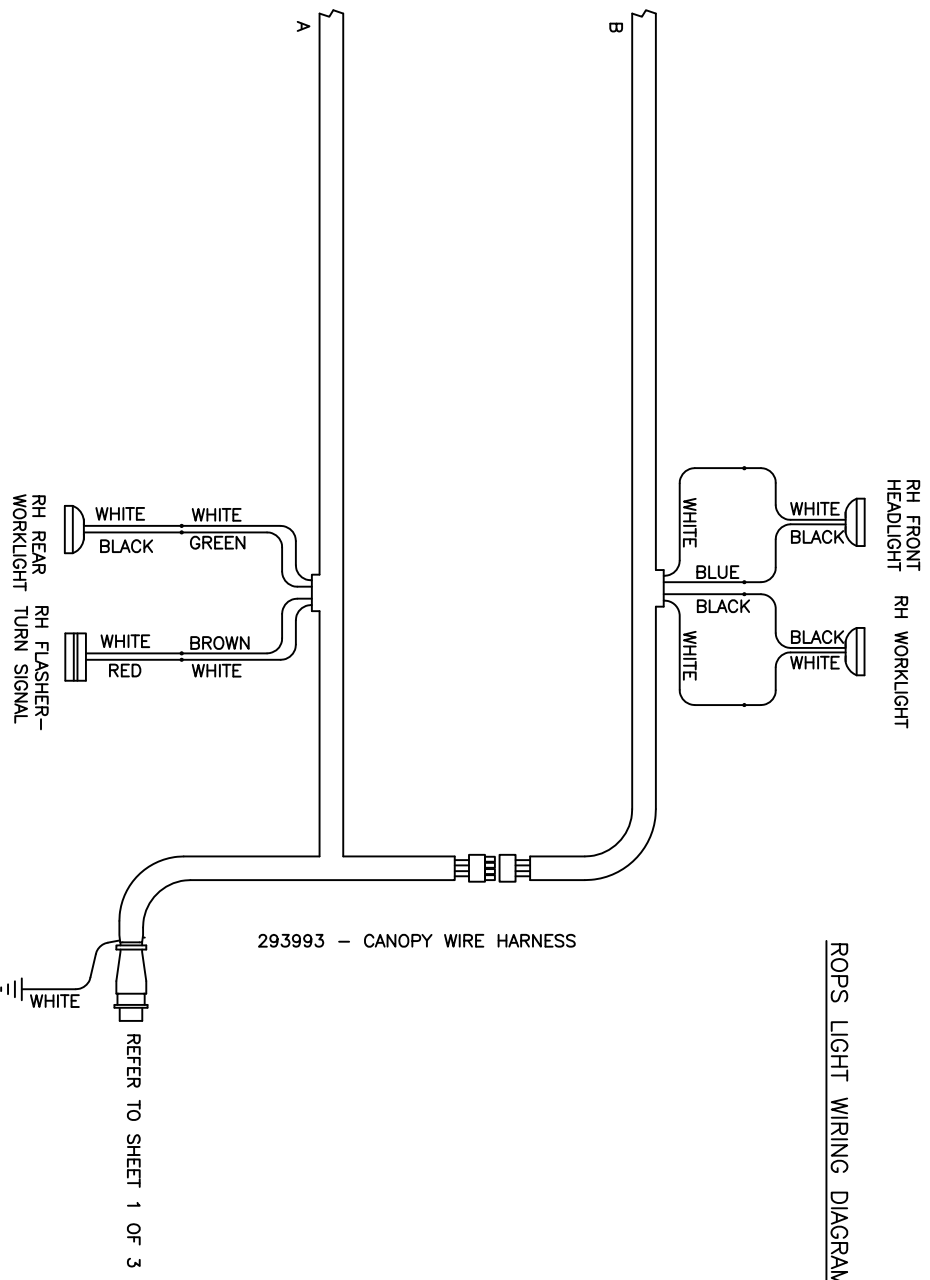 A
B
RH FRONT
HEADLIGHT
RH WORKLIGHT
WHITE
BLACK
BLACK
WHITE
WHITE
BLUE
BLACK
WHITE
WHITE
BLACK
WHITE
GREEN
WHITE
RED
BROWN
WHITE
RH REAR
WORKLIGHT
RH FLASHER-
TURN SIGNAL
293993 - CANOPY WIRE HARNESS
WHITE
REFER TO SHEET 1 OF 3
ROPS LIGHT WIRING DIAGRAM